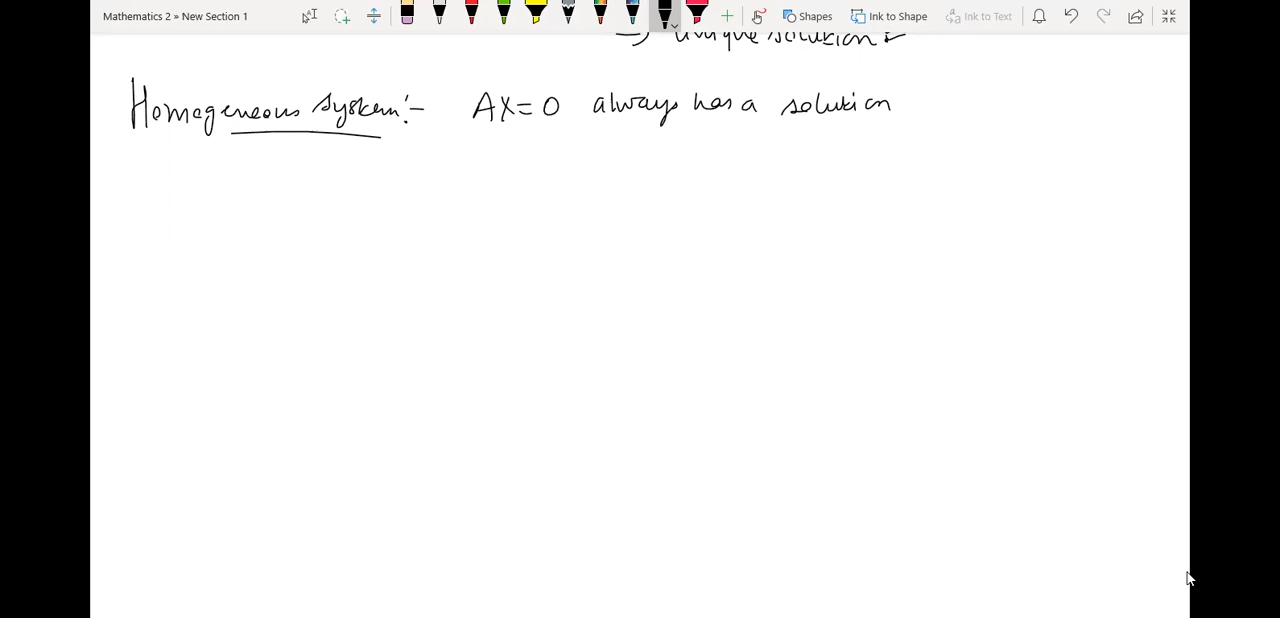 Mathematics 2 » New Section 1
Shapes
Ink to Shape
Ink to Text
→ unique solution
Homogeneous System:- AX=0 always has a solution